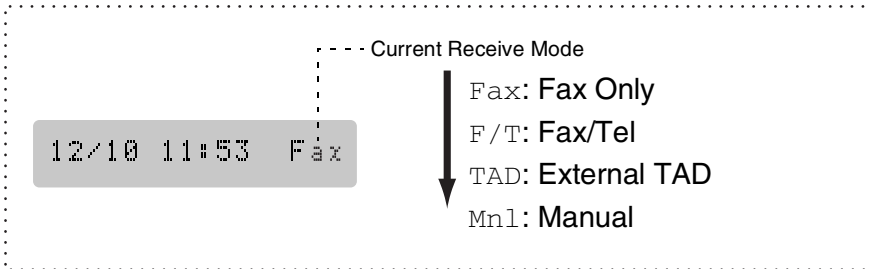 Current Receive Mode
12/10 11:53 Fax
Fax: Fax Only
F/T: Fax/Tel
TAD: External TAD
Mnl: Manual